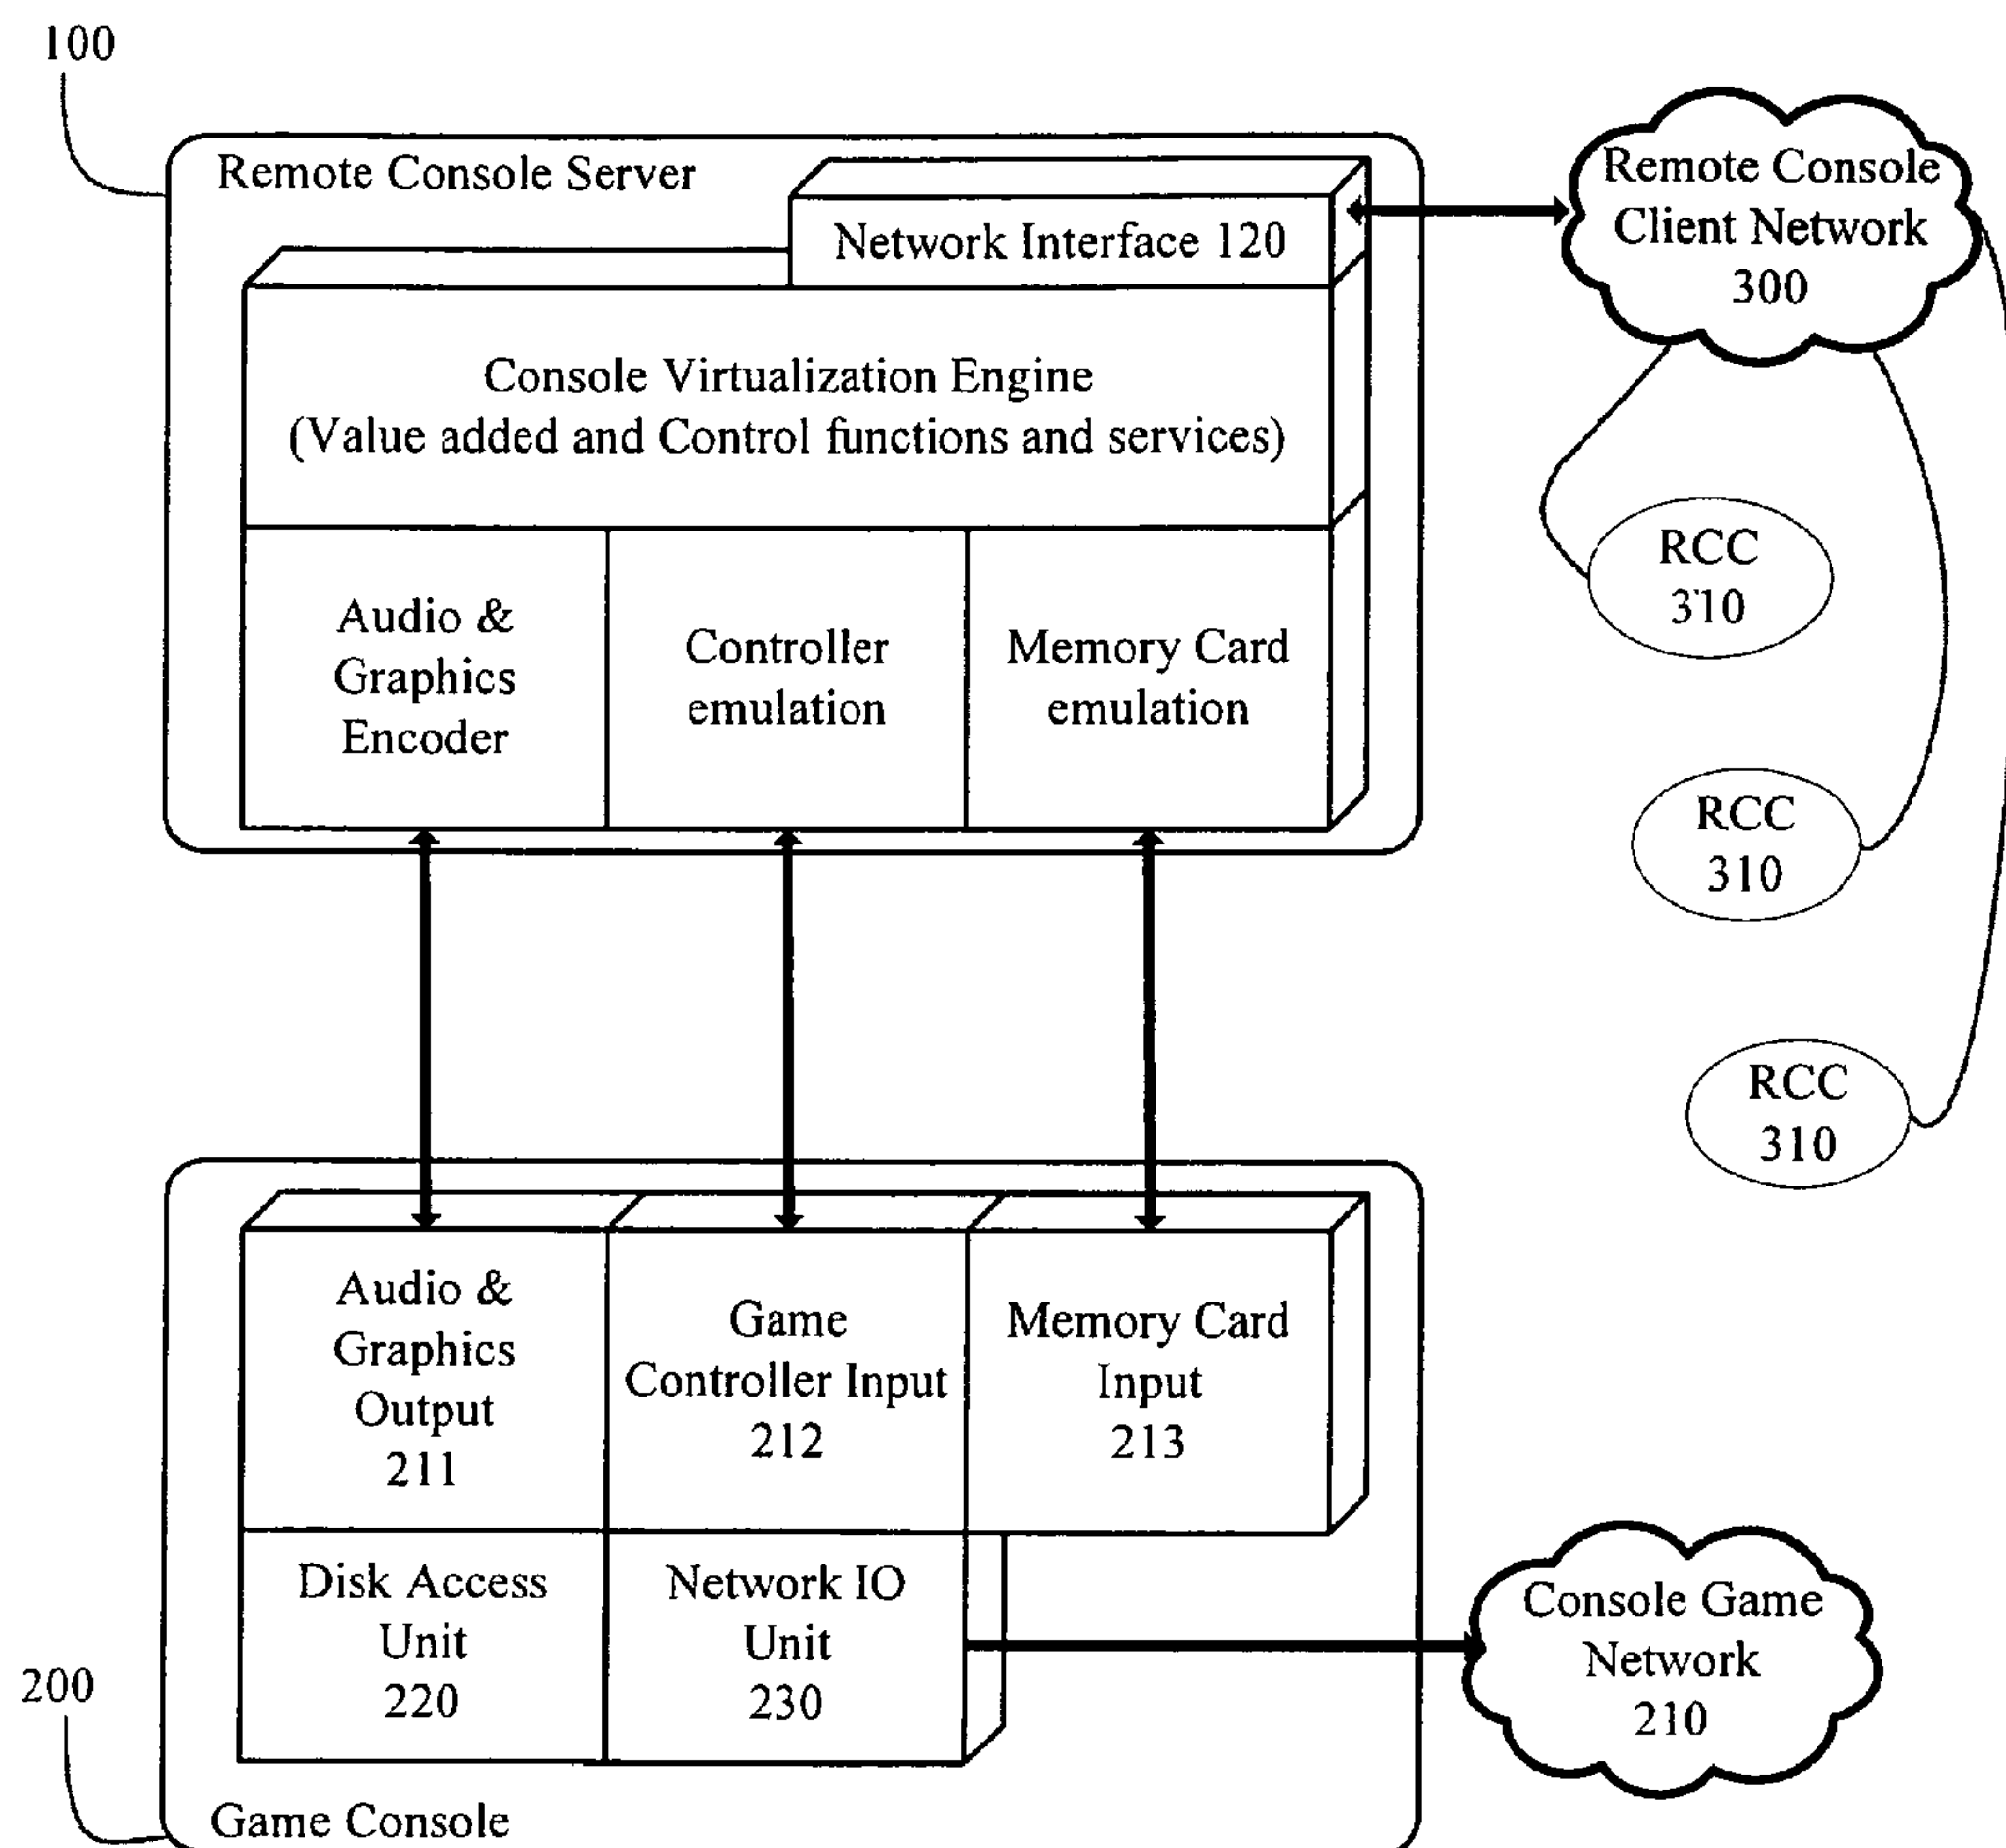 100
Remote Console Server
Network Interface 120
Console Virtualization Engine
(Value added and Control functions and services)
Audio &
Graphics
Encoder
Controller
emulation
Memory Card
emulation
Remote Console
Client Network
300
RCC
310
RCC
310
RCC
310
Audio &
Graphics
Output
211
Game
Controller Input
212
Memory Card
Input
213
Disk Access
Unit
220
Network IO
Unit
230
Console Game
Network
210
200
Game Console